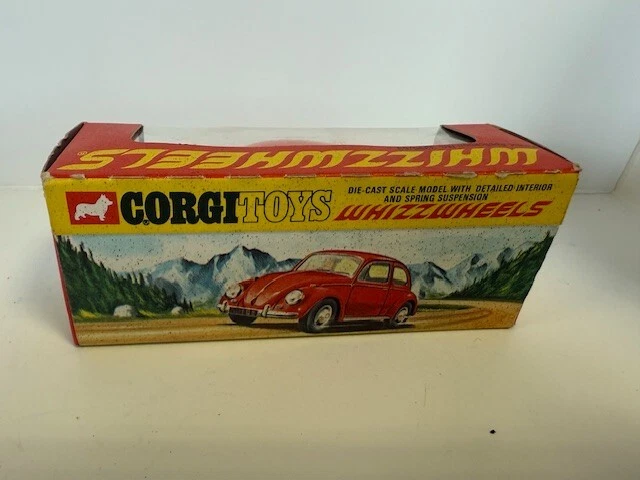 WHIZZWHEELS
CORGI TOYS
DIE-CAST SCALE MODEL WITH DETAILED INTERIOR
AND SPRING SUSPENSION
WHIZZWHEELS